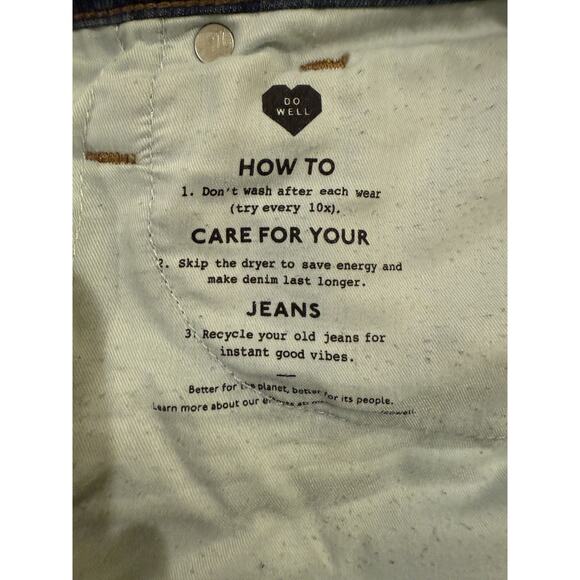 DO
WELL
HOW TO
1. Don't wash after each wear
(try every 10x).
CARE FOR YOUR
2. Skip the dryer to save energy and
make denim last longer.
JEANS
3. Recycle your old jeans for
instant good vibes.
Better for the planet, better for its people.
Learn more about our